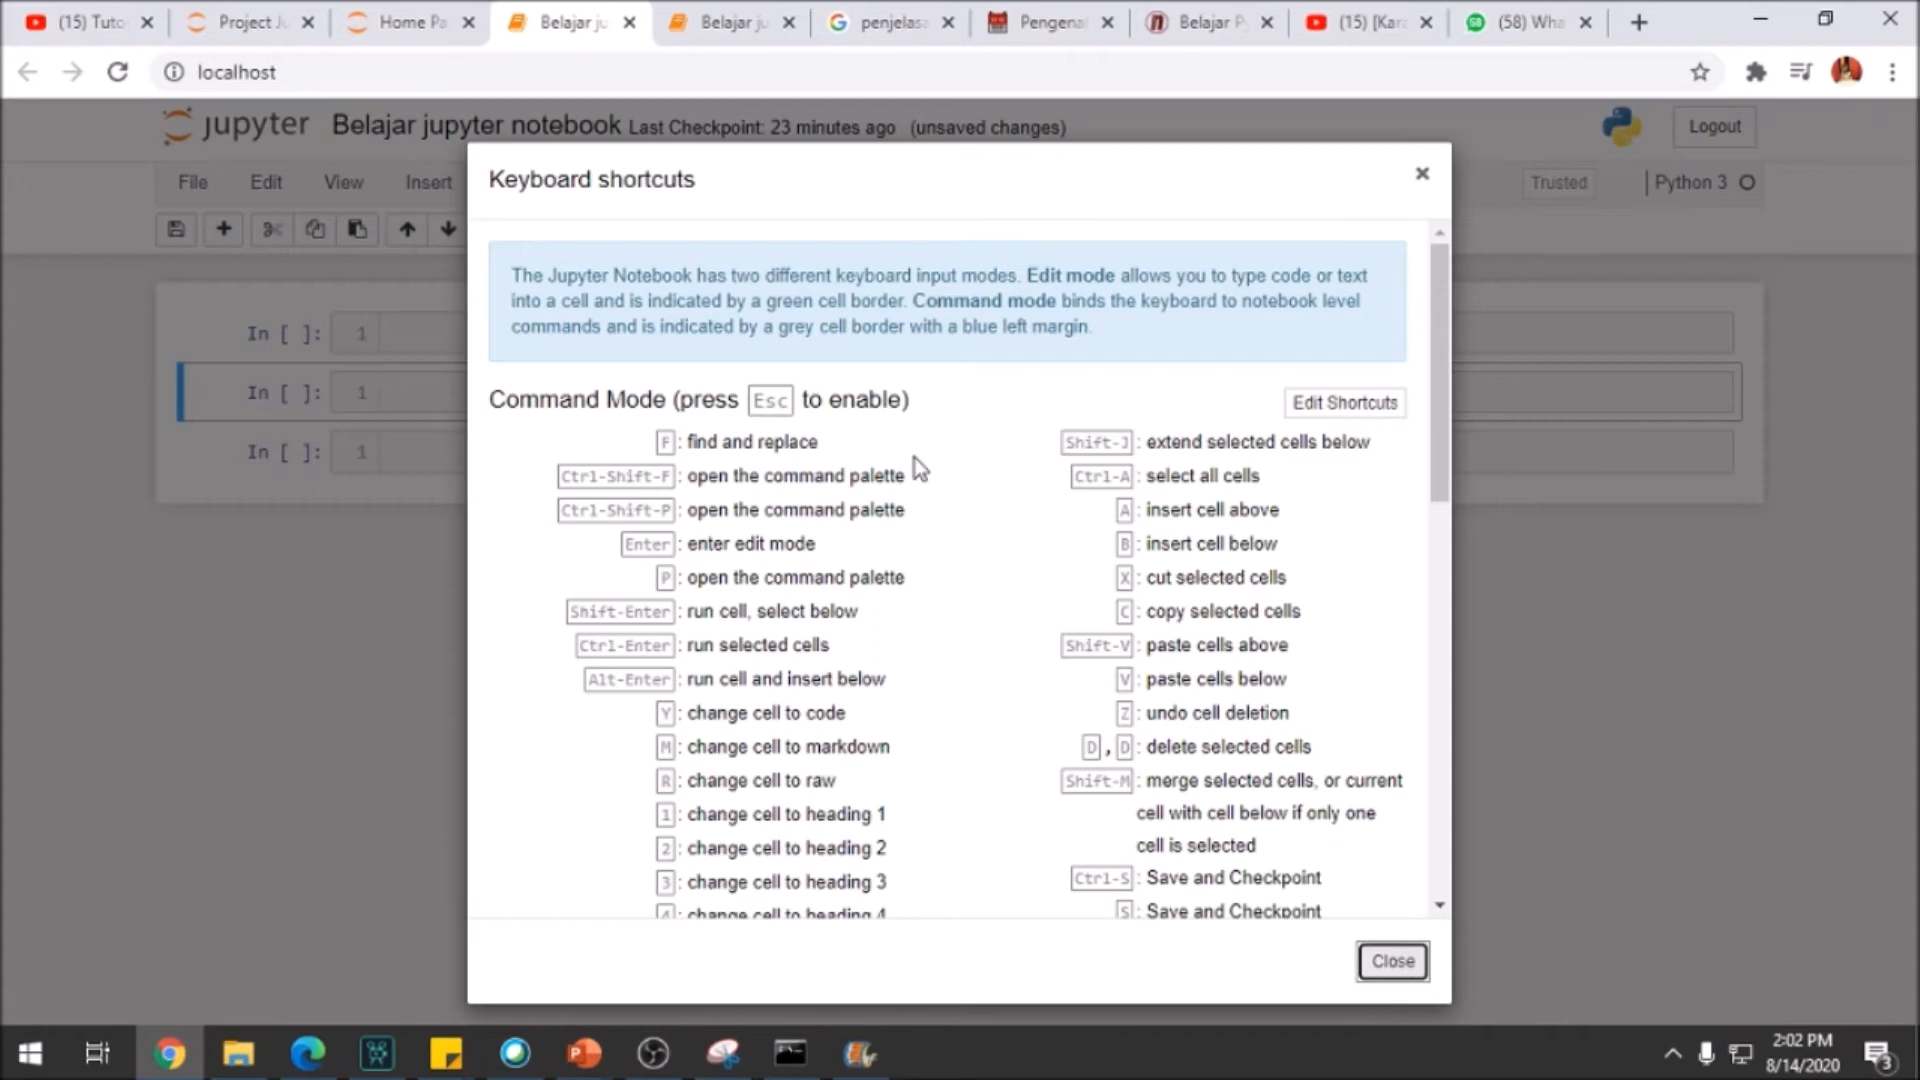 (15) Tuto
Project J
Home Pa
Belajar ju
Belajar ju
penjelasa
Pengena
Belajar P
(15) [Kar
(58) Wha
localhost
jupyter Belajar jupyter notebook Last Checkpoint: 23 minutes ago (unsaved changes)
Logout
File Edit View Insert
Trusted
Python 3
In [ ]: 1
In [ ]: 1
In [ ]: 1
Keyboard shortcuts
The Jupyter Notebook has two different keyboard input modes. Edit mode allows you to type code or text
into a cell and is indicated by a green cell border. Command mode binds the keyboard to notebook level
commands and is indicated by a grey cell border with a blue left margin.
Command Mode (press Esc to enable)
Edit Shortcuts
F: find and replace
Ctrl-Shift-F: open the command palette
Ctrl-Shift-P: open the command palette
Enter: enter edit mode
P: open the command palette
Shift-Enter: run cell, select below
Ctrl-Enter: run selected cells
Alt-Enter: run cell and insert below
Y: change cell to code
M: change cell to markdown
R: change cell to raw
1: change cell to heading 1
2: change cell to heading 2
3: change cell to heading 3
4: change cell to heading 4
Shift-J: extend selected cells below
Ctrl-A: select all cells
A: insert cell above
B: insert cell below
X: cut selected cells
C: copy selected cells
Shift-V: paste cells above
V: paste cells below
Z: undo cell deletion
D,D: delete selected cells
Shift-M: merge selected cells, or current
cell with cell below if only one
cell is selected
Ctrl-S: Save and Checkpoint
S: Save and Checkpoint
Close
2:02 PM
8/14/2020
3